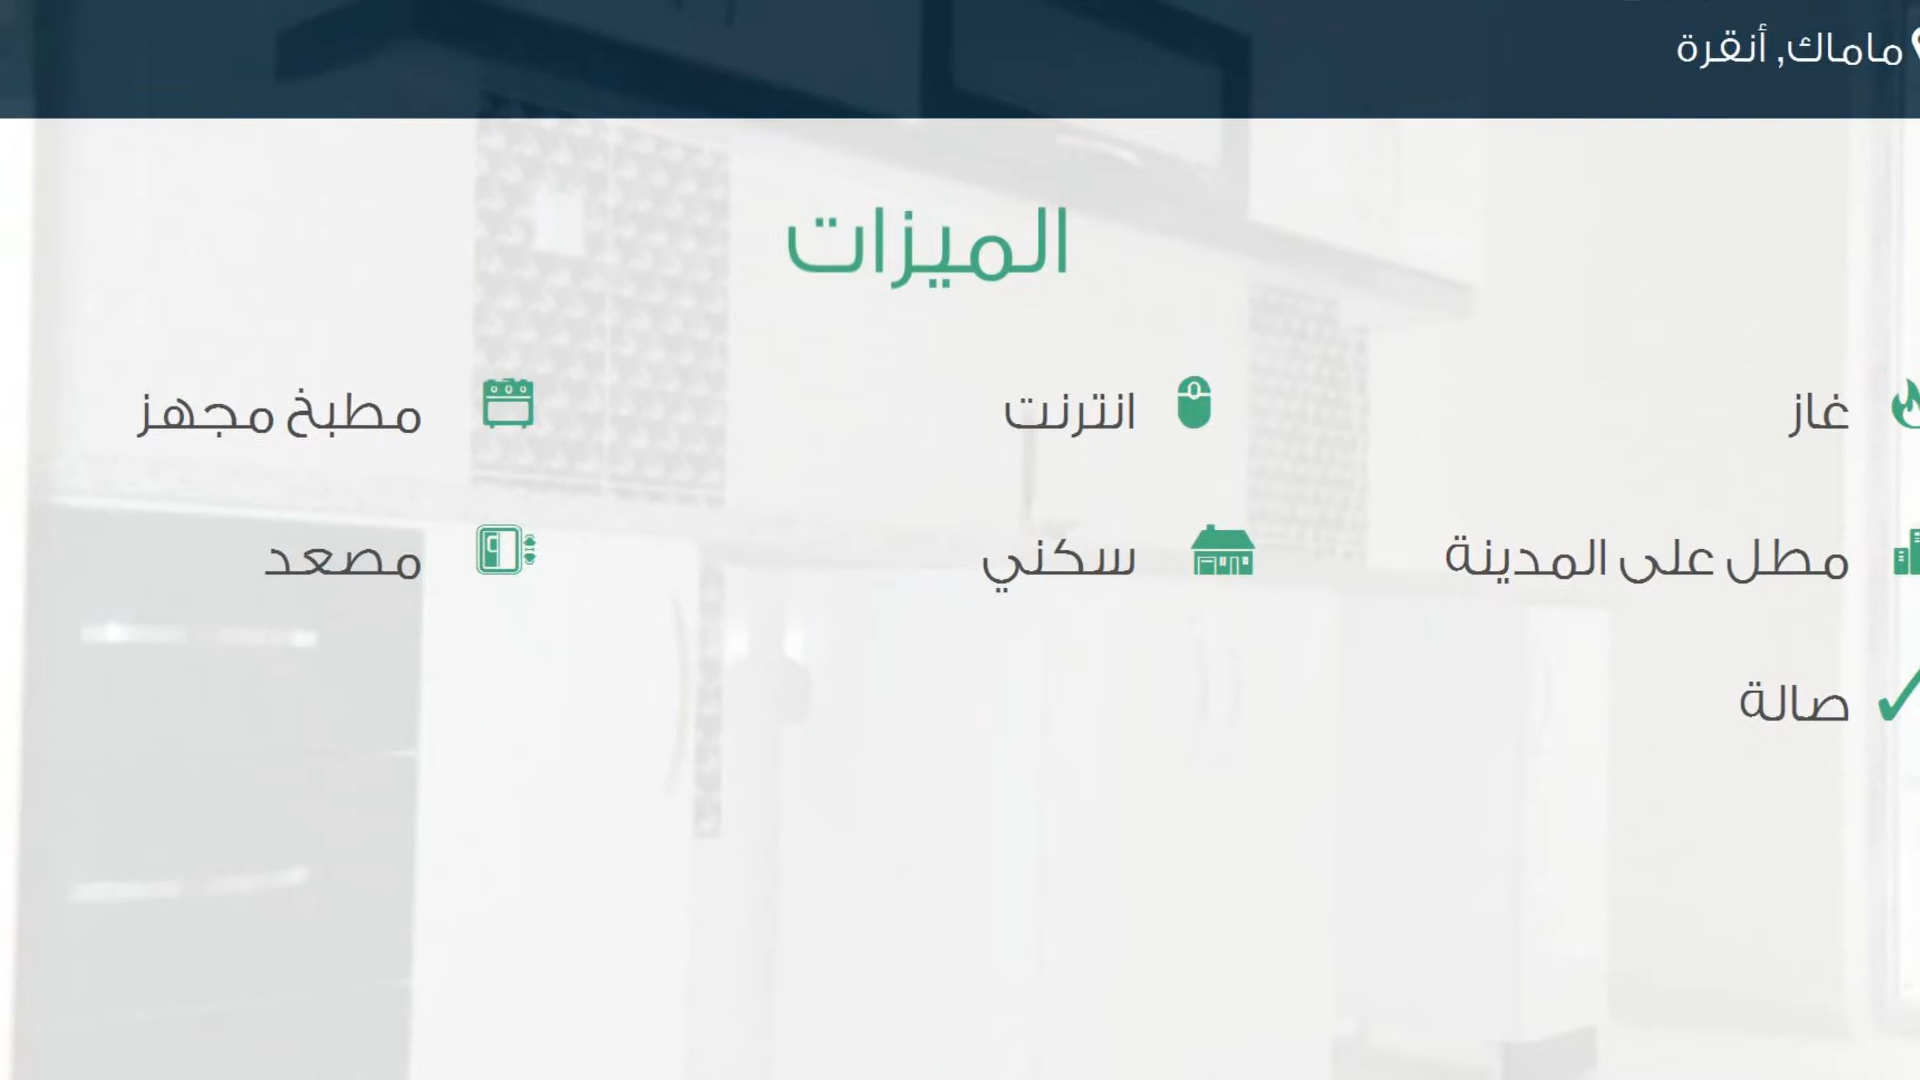 ماماك, أنقرة
الميزات
غاز
انترنت
مطبخ مجهز
مطل على المدينة
سكني
مصعد
صالة